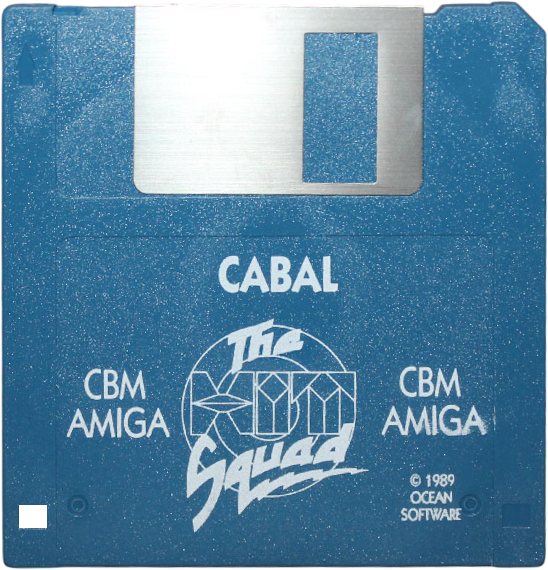 CABAL
The
Hit
Squad
CBM
AMIGA
CBM
AMIGA
© 1989
OCEAN
SOFTWARE